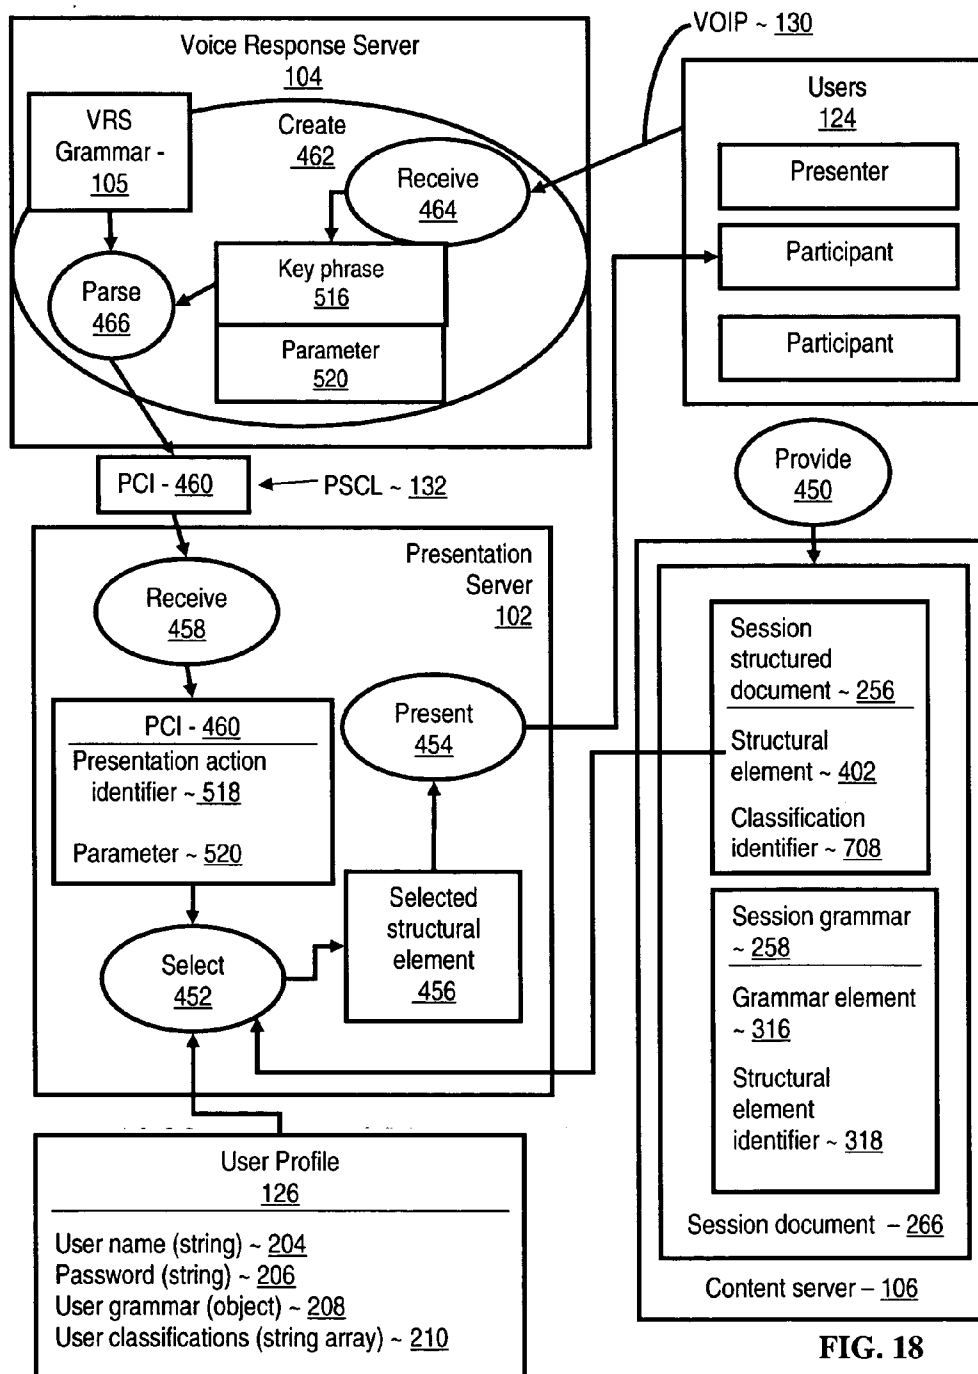 Voice Response Server
104
VRS
Grammar -
105
Create
462
Receive
464
Key phrase
516
Parse
466
Parameter
520
VOIP ~ 130
Users
124
Presenter
Participant
Participant
PCI - 460
PSCL ~ 132
Provide
450
Presentation
Server
102
Receive
458
PCI - 460
Presentation action
identifier ~ 518
Parameter ~ 520
Present
454
Select
452
Selected
structural
element
456
Session
structured
document ~ 256
Structural
element ~ 402
Classification
identifier ~ 708
Session grammar
~ 258
Grammar element
~ 316
Structural
element
identifier ~ 318
Session document – 266
Content server – 106
User Profile
126
User name (string) ~ 204
Password (string) ~ 206
User grammar (object) ~ 208
User classifications (string array) ~ 210
FIG. 18